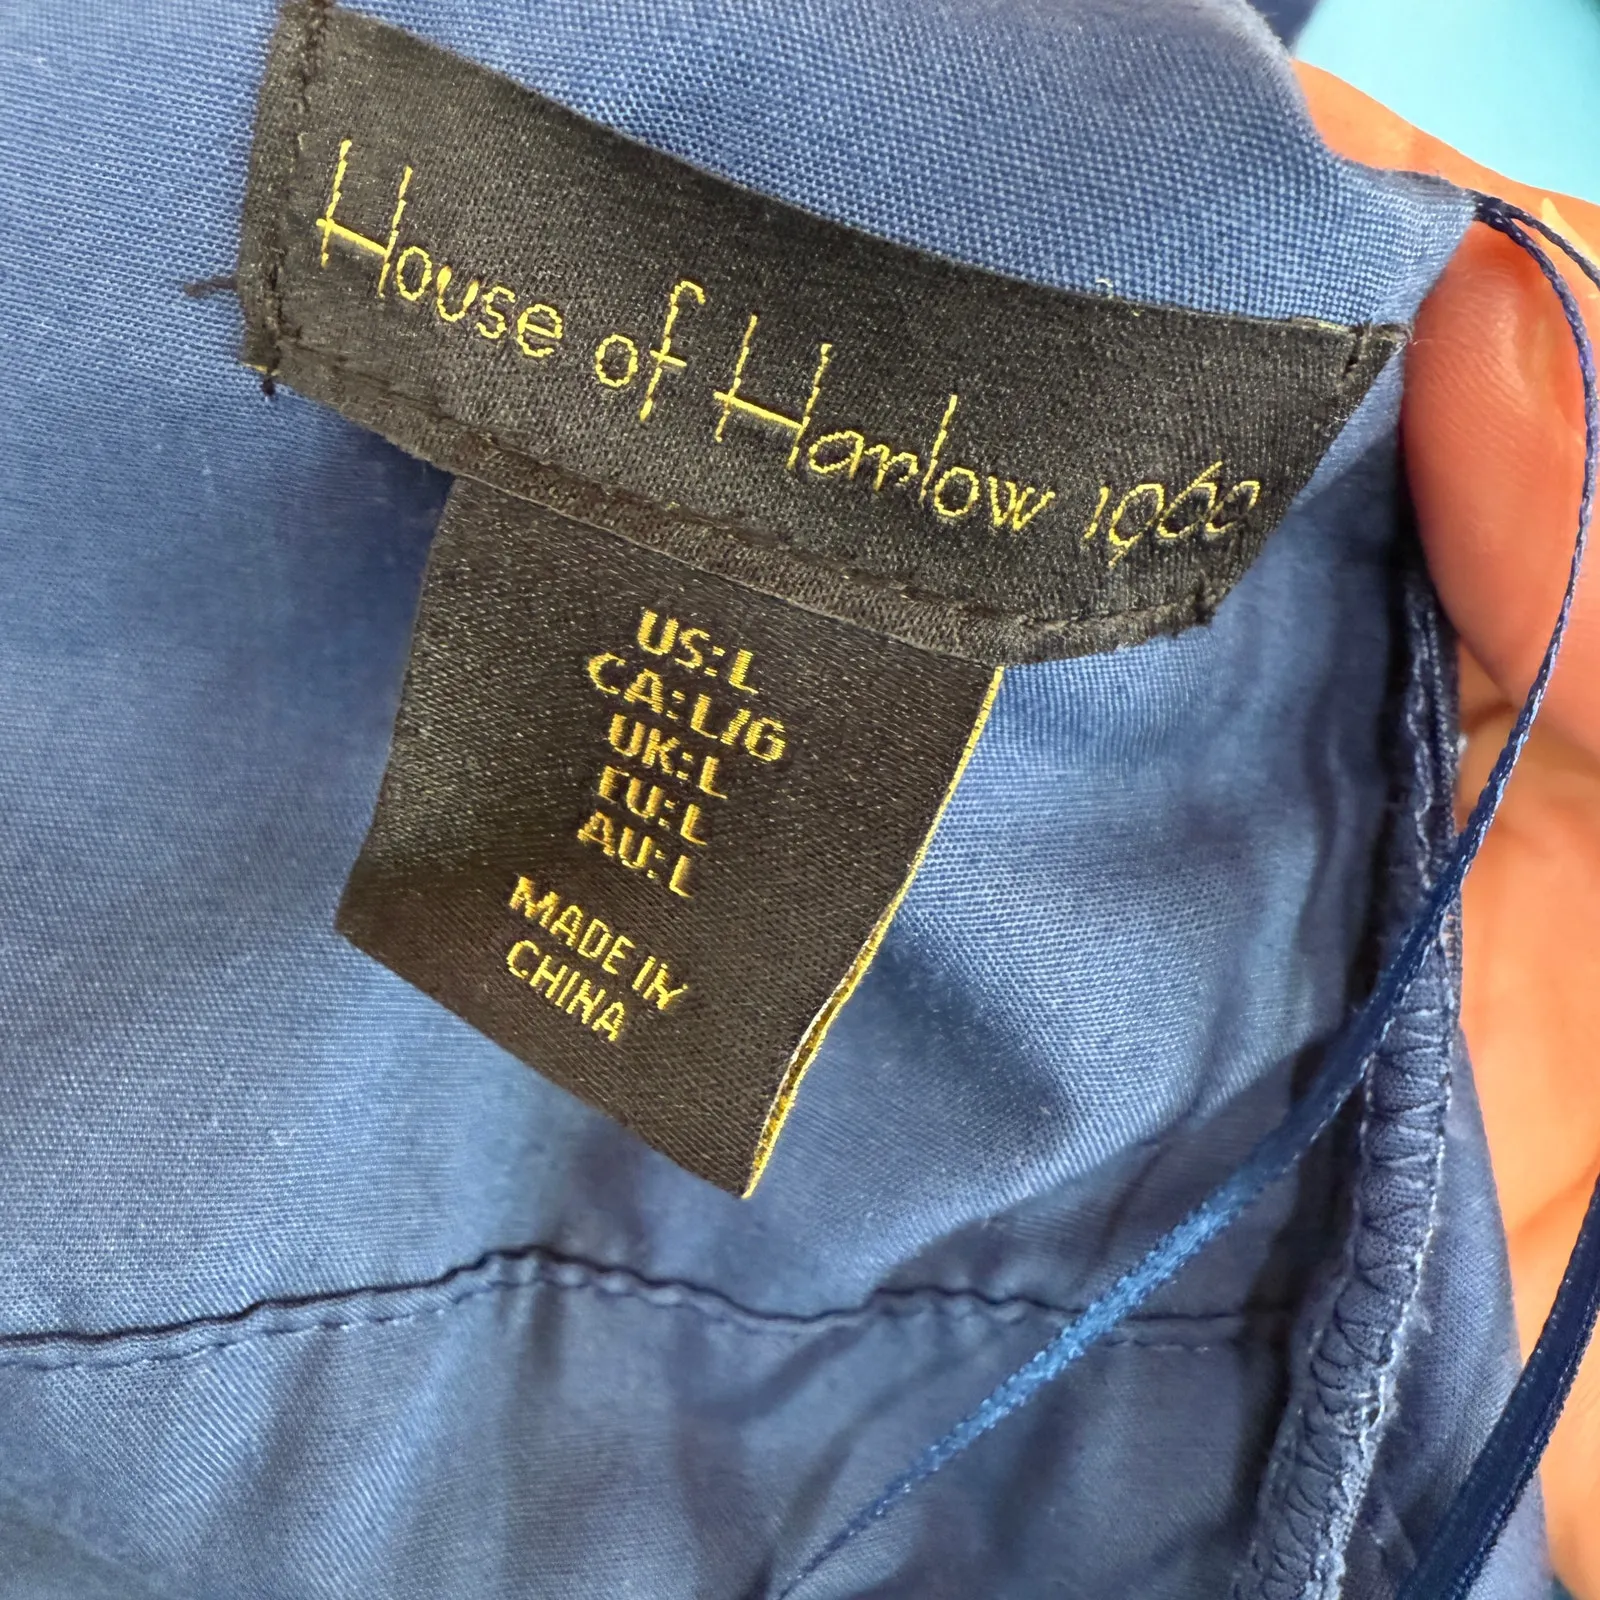 House of Harlow 1960
US:L
CA:L/G
UK:L
EU:L
AU:L
MADE IN
CHINA